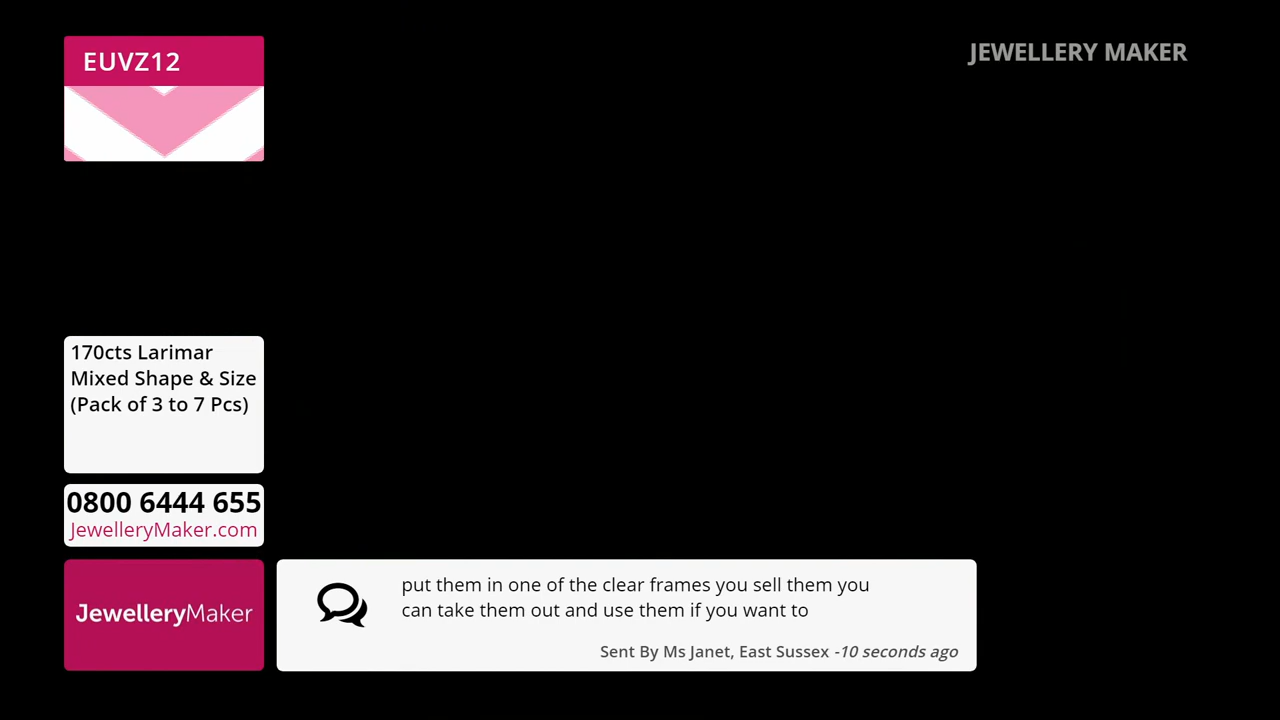 EUVZ12
JEWELLERY MAKER
170cts Larimar
Mixed Shape & Size
(Pack of 3 to 7 Pcs)
0800 6444 655
JewelleryMaker.com
JewelleryMaker
put them in one of the clear frames you sell them you
can take them out and use them if you want to
Sent By Ms Janet, East Sussex -10 seconds ago